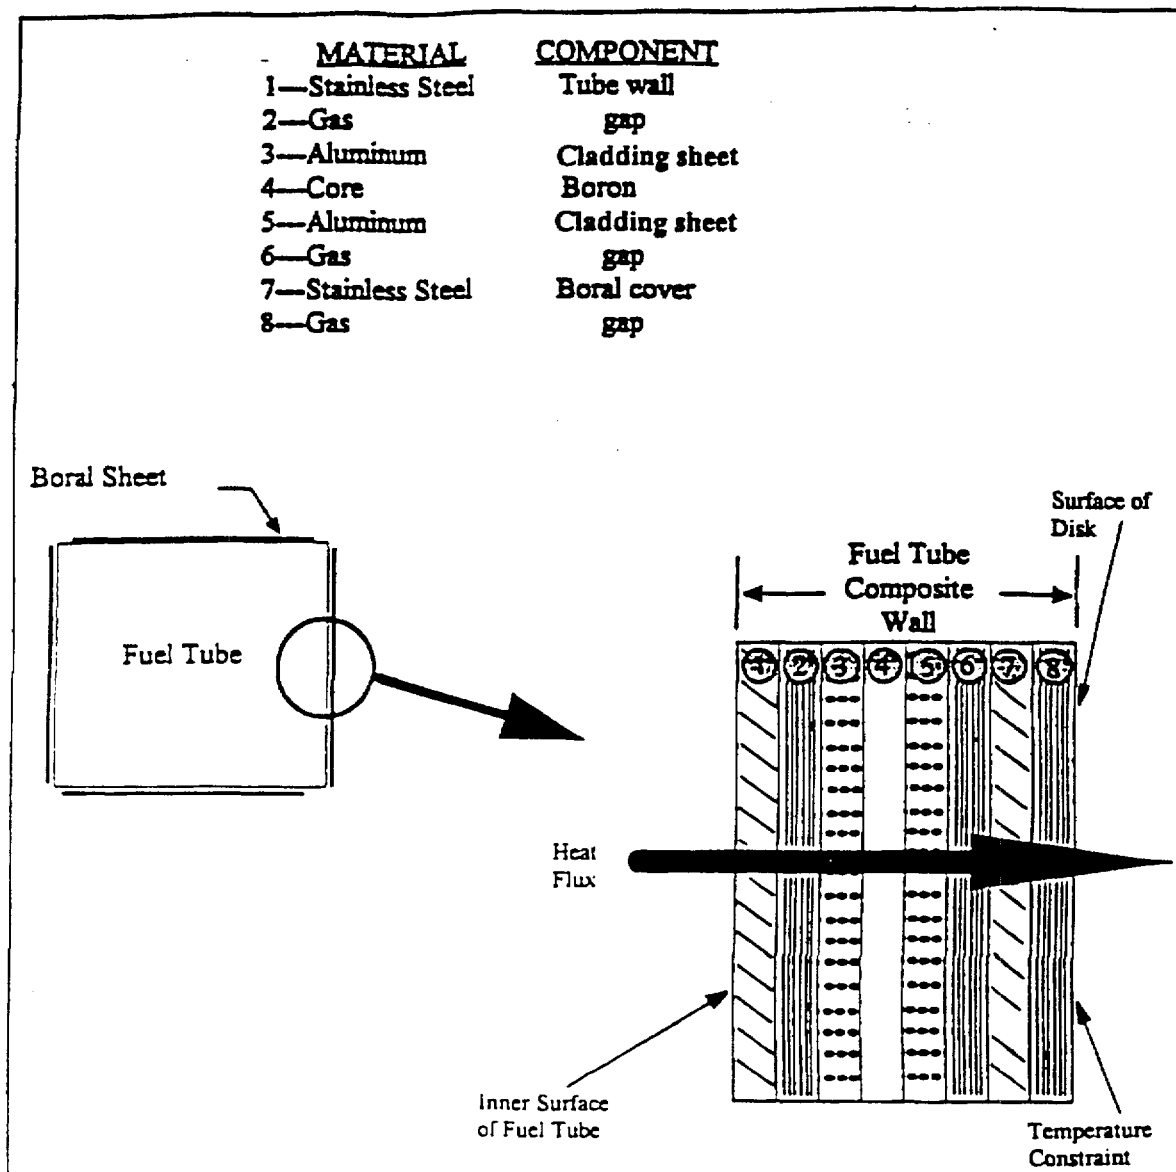 MATERIAL COMPONENT
1—Stainless Steel Tube wall
2—Gas gap
3—Aluminum Cladding sheet
4—Core Boron
5—Aluminum Cladding sheet
6—Gas gap
7—Stainless Steel Boral cover
8—Gas gap
Boral Sheet
Fuel Tube
Surface of
Disk
Fuel Tube
Composite
Wall
1 2 3 4 5 6 7 8
Heat
Flux
Inner Surface
of Fuel Tube
Temperature
Constraint